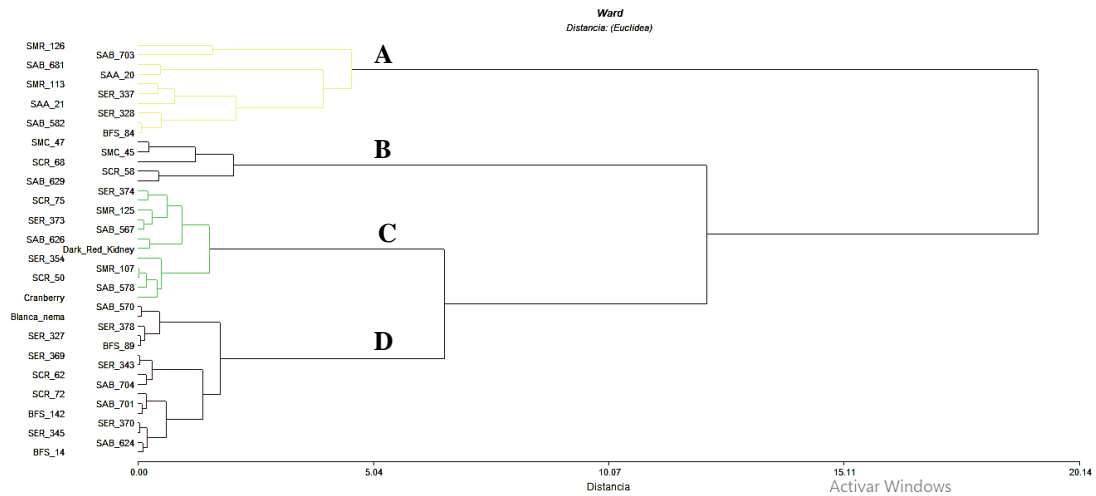 Ward
Distancia: (Euclidea)
SMR_126
A
SAB_703
SAB_681
SAA_20
SMR_113
SER_337
SAA_21
SER_328
SAB_582
BFS_84
SMC_47
B
SMC_45
SCR_68
SCR_58
SAB_629
SER_374
SCR_75
SMR_125
SER_373
SAB_567
C
SAB_626
Dark_Red_Kidney
SER_354
SMR_107
SCR_50
SAB_578
Cranberry
SAB_570
Blanca_nema
SER_378
SER_327
D
BFS_89
SER_369
SER_343
SCR_62
SAB_704
SCR_72
SAB_701
BFS_142
SER_370
SER_345
SAB_624
BFS_14
0.00 5.04 10.07 15.11 20.14
Distancia
Activar Windows